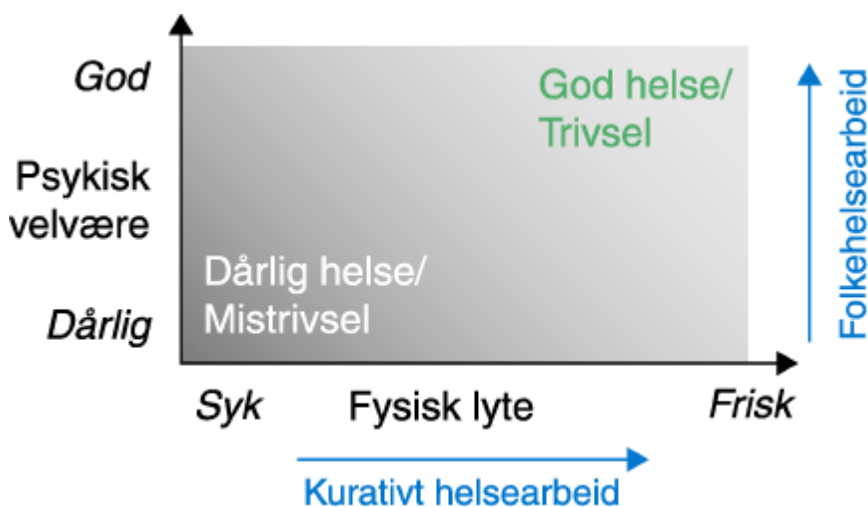 God
Psykisk
velvære
Dårlig
God helse/
Trivsel
Dårlig helse/
Mistrivsel
Syk
Fysisk lyte
Frisk
Kurativt helsearbeid
Folkehelsearbeid